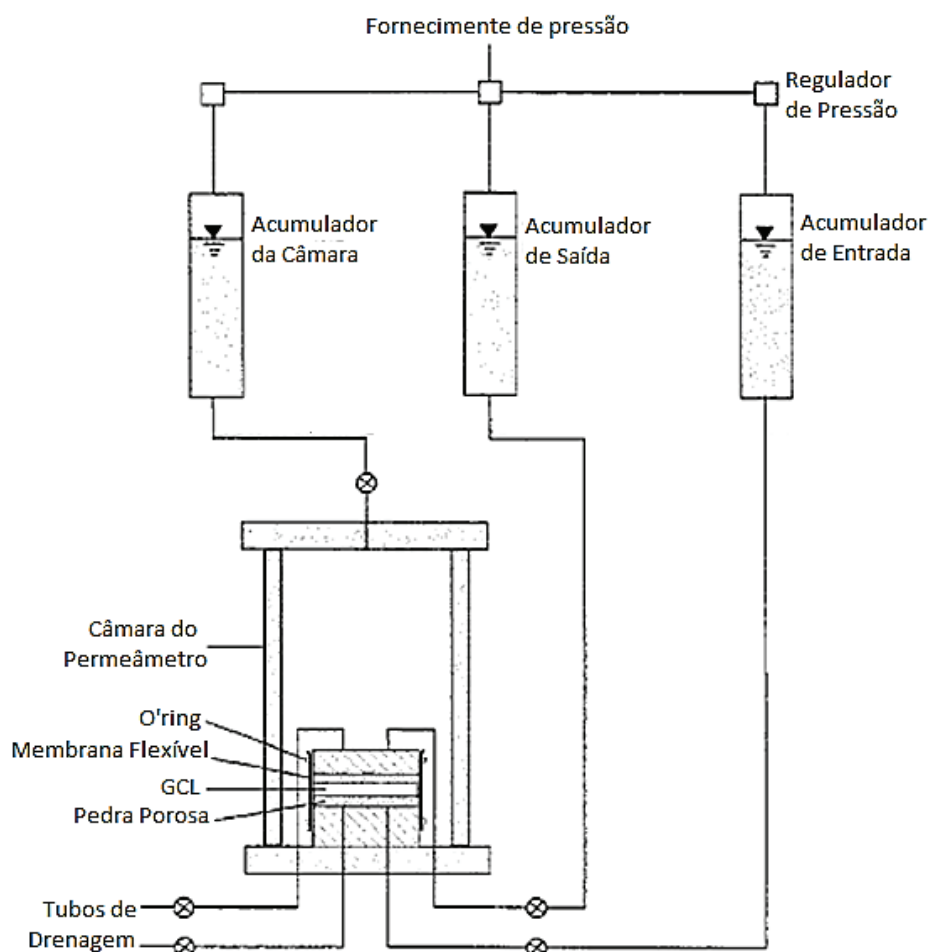 Fornecimento de pressão
Regulador
de Pressão
Acumulador
da Câmara
Acumulador
de Saída
Acumulador
de Entrada
Câmara do
Permeâmetro
O'ring
Membrana Flexível
GCL
Pedra Porosa
Tubos de
Drenagem